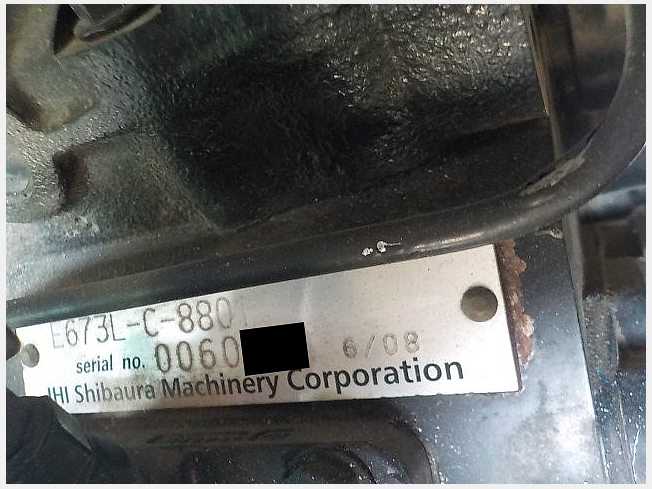 E673L-C-8801
serial no. 0060 6/08
IHI Shibaura Machinery Corporation